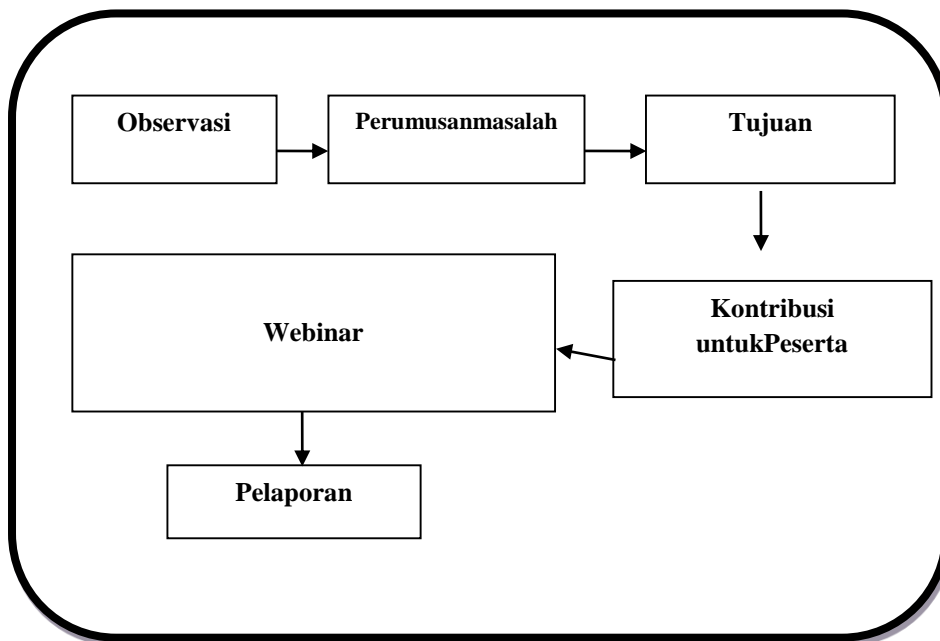 Observasi
Perumusanmasalah
Tujuan
Kontribusi
untukPeserta
Webinar
Pelaporan